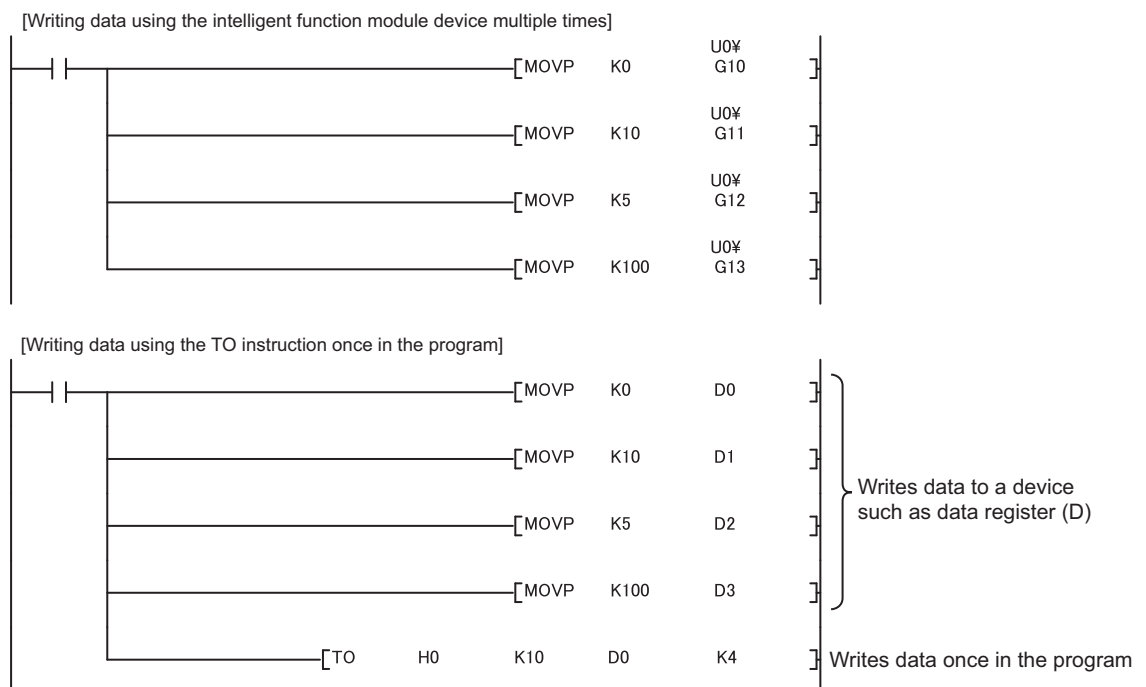 [Writing data using the intelligent function module device multiple times]
U0¥
[MOVP K0 G10 ]
U0¥
[MOVP K10 G11 ]
U0¥
[MOVP K5 G12 ]
U0¥
[MOVP K100 G13 ]
[Writing data using the TO instruction once in the program]
[MOVP K0 D0 ]
[MOVP K10 D1 ]
Writes data to a device
such as data register (D)
[MOVP K5 D2 ]
[MOVP K100 D3 ]
[TO H0 K10 D0 K4 ] Writes data once in the program